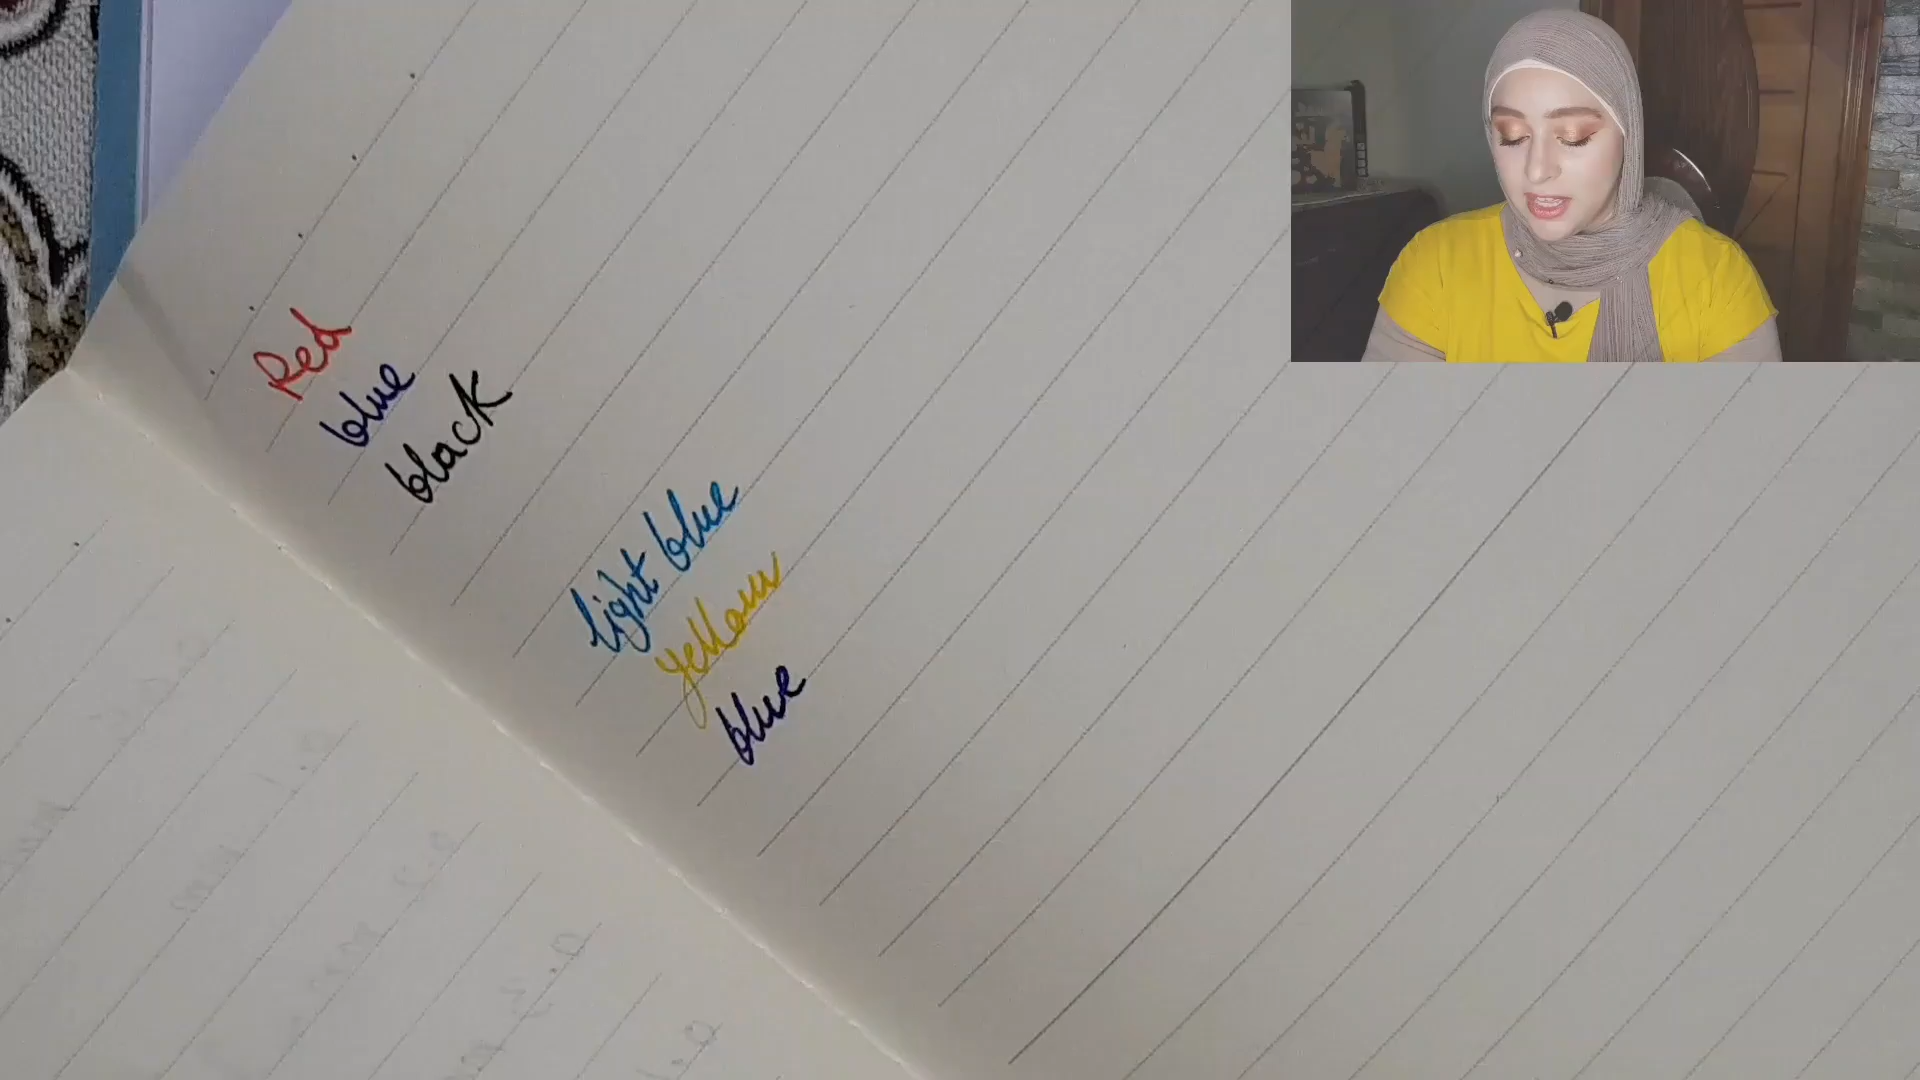 Red
blue
black
light blue
yellow
blue